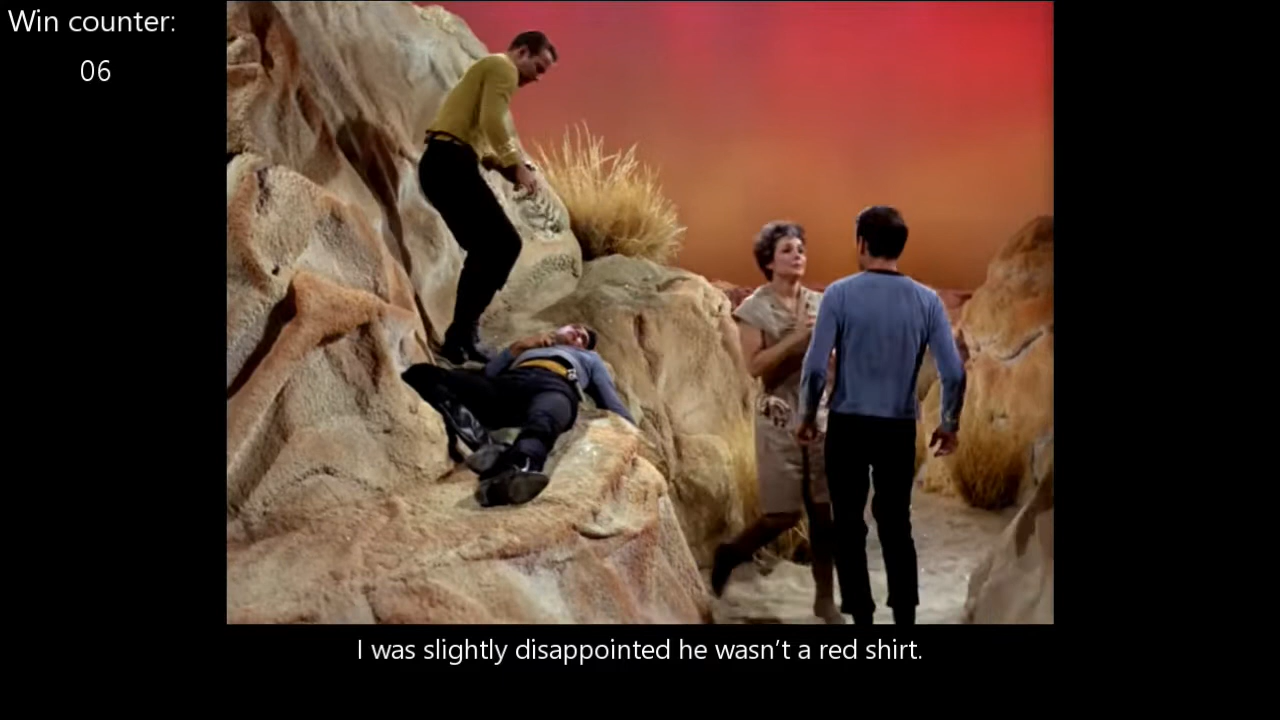 Win counter:
06
I was slightly disappointed he wasn’t a red shirt.